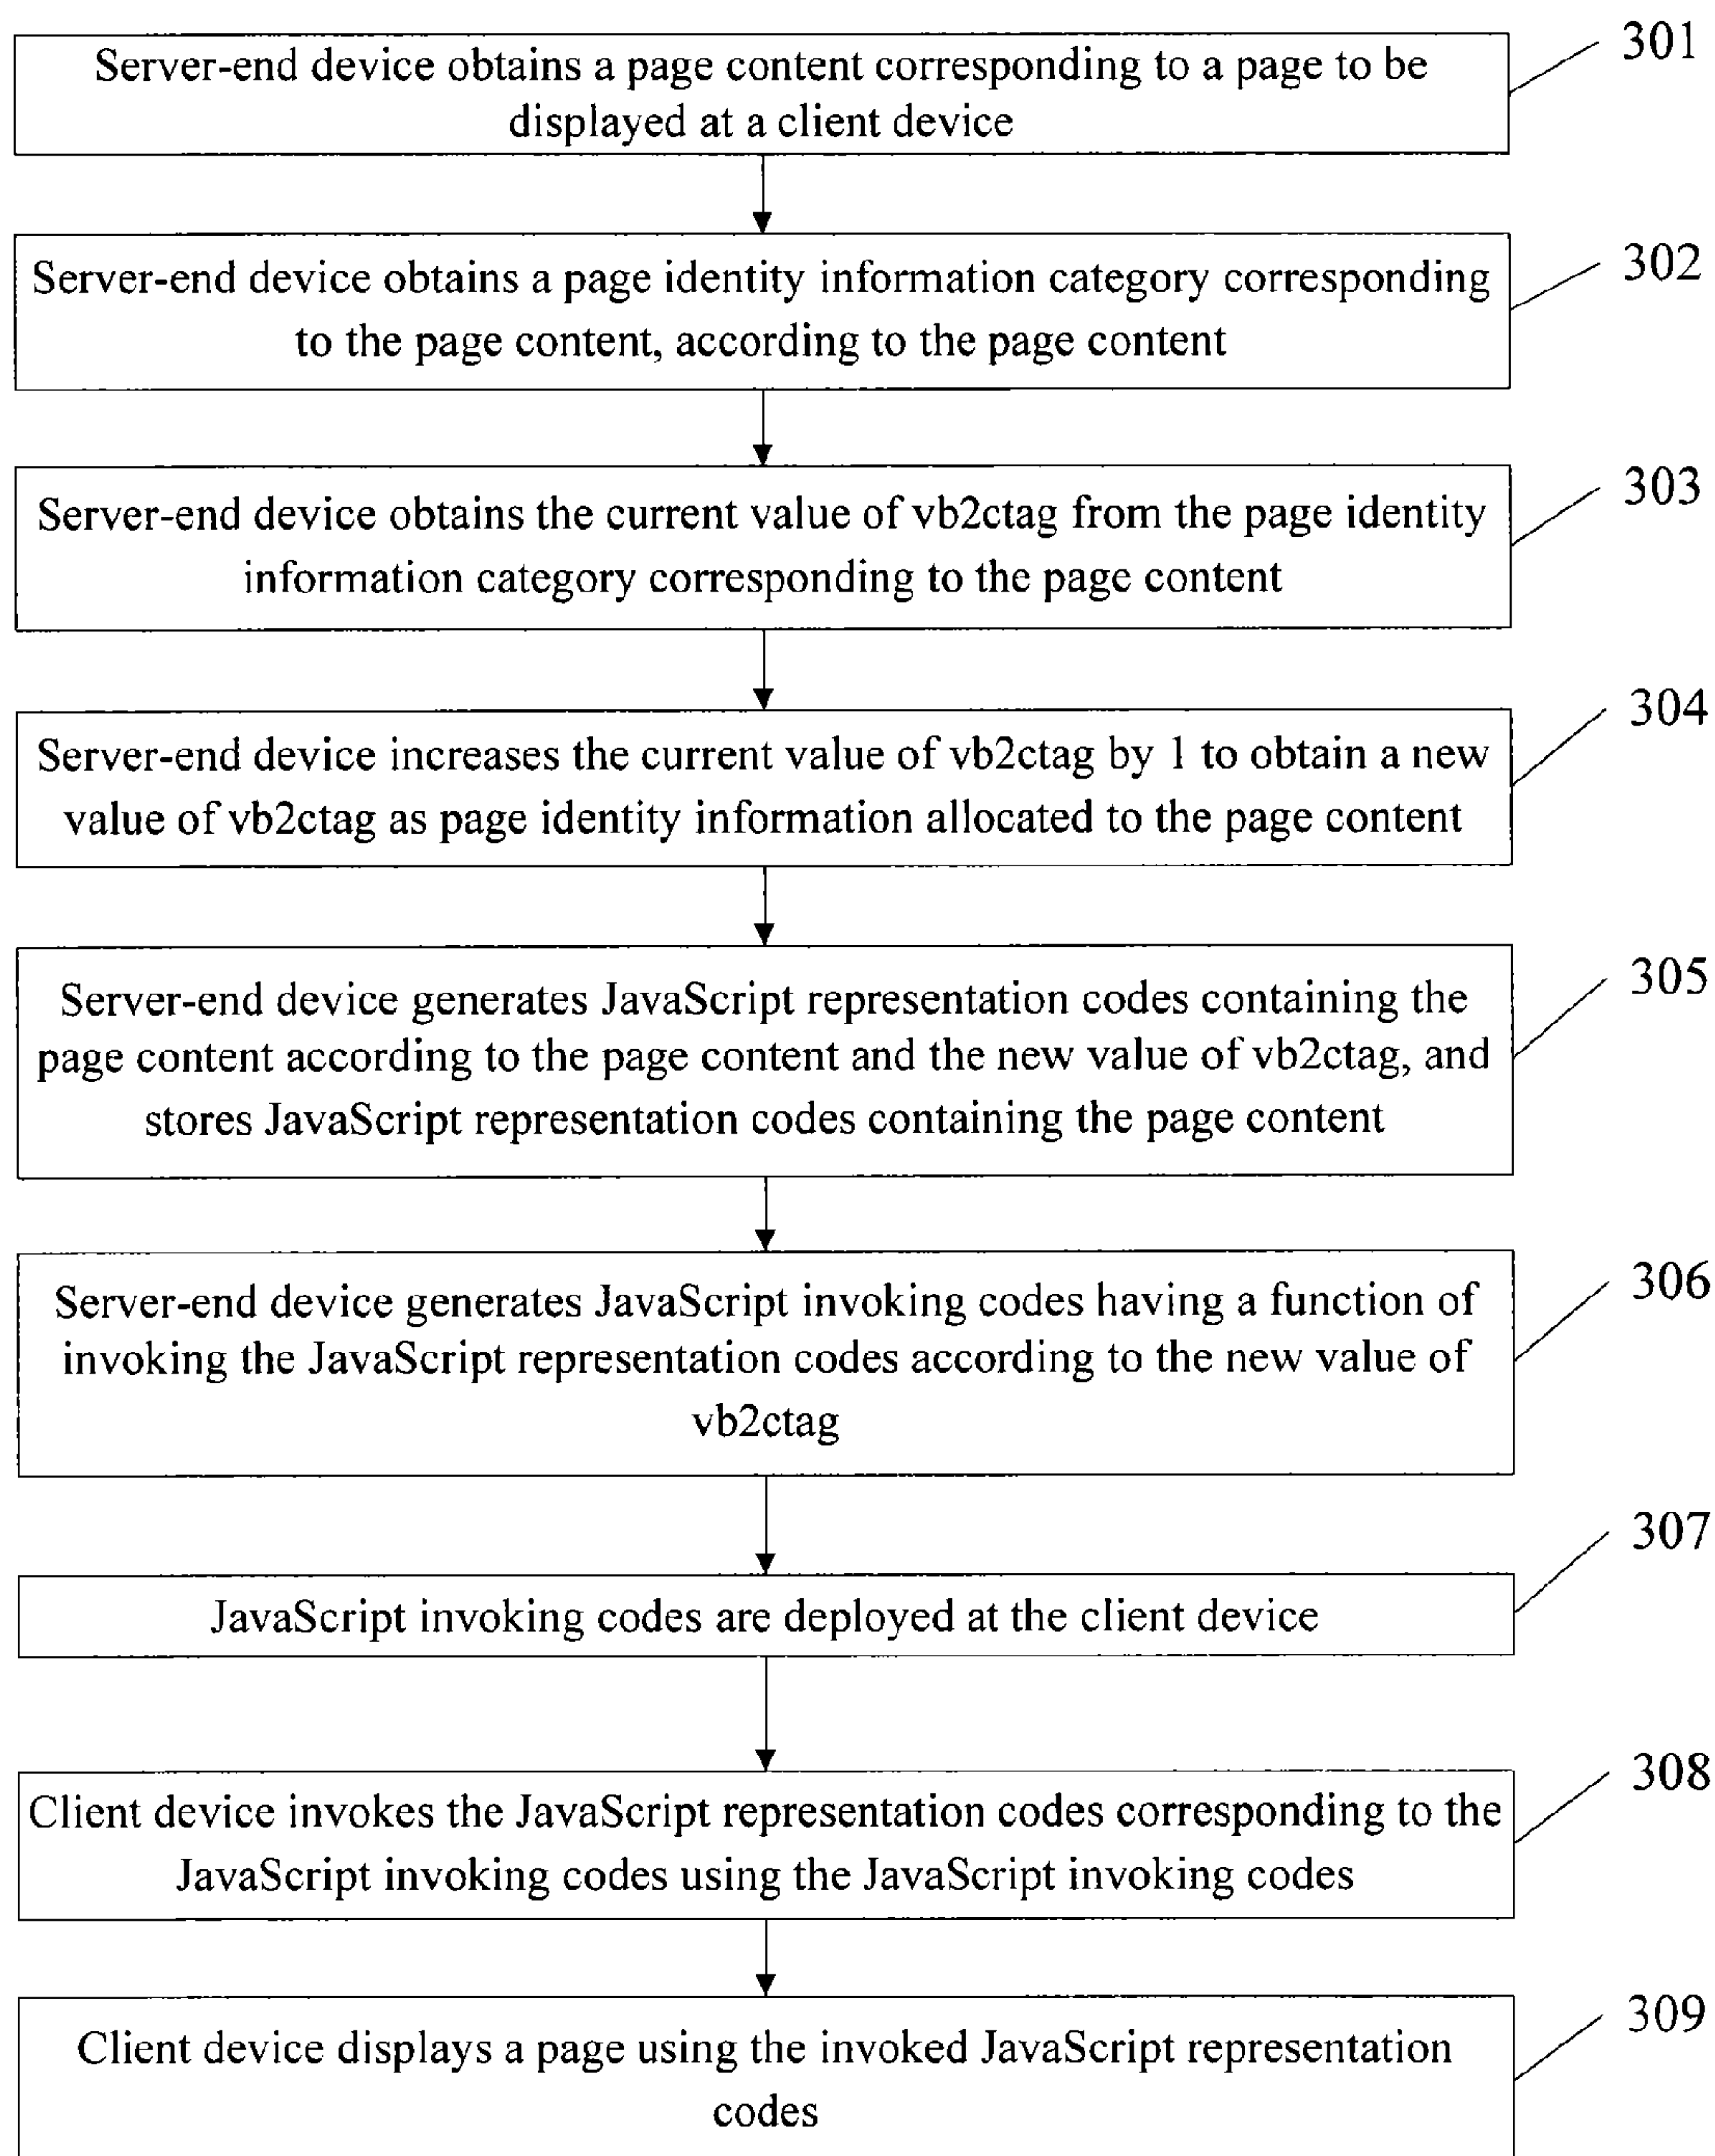 301
Server-end device obtains a page content corresponding to a page to be
displayed at a client device
302
Server-end device obtains a page identity information category corresponding
to the page content, according to the page content
303
Server-end device obtains the current value of vb2ctag from the page identity
information category corresponding to the page content
304
Server-end device increases the current value of vb2ctag by 1 to obtain a new
value of vb2ctag as page identity information allocated to the page content
305
Server-end device generates JavaScript representation codes containing the
page content according to the page content and the new value of vb2ctag, and
stores JavaScript representation codes containing the page content
306
Server-end device generates JavaScript invoking codes having a function of
invoking the JavaScript representation codes according to the new value of
vb2ctag
307
JavaScript invoking codes are deployed at the client device
308
Client device invokes the JavaScript representation codes corresponding to the
JavaScript invoking codes using the JavaScript invoking codes
309
Client device displays a page using the invoked JavaScript representation
codes